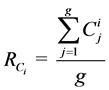 $$R_{C_i} = \frac{\sum_{j=1}^{g} C_j^i}{g}$$